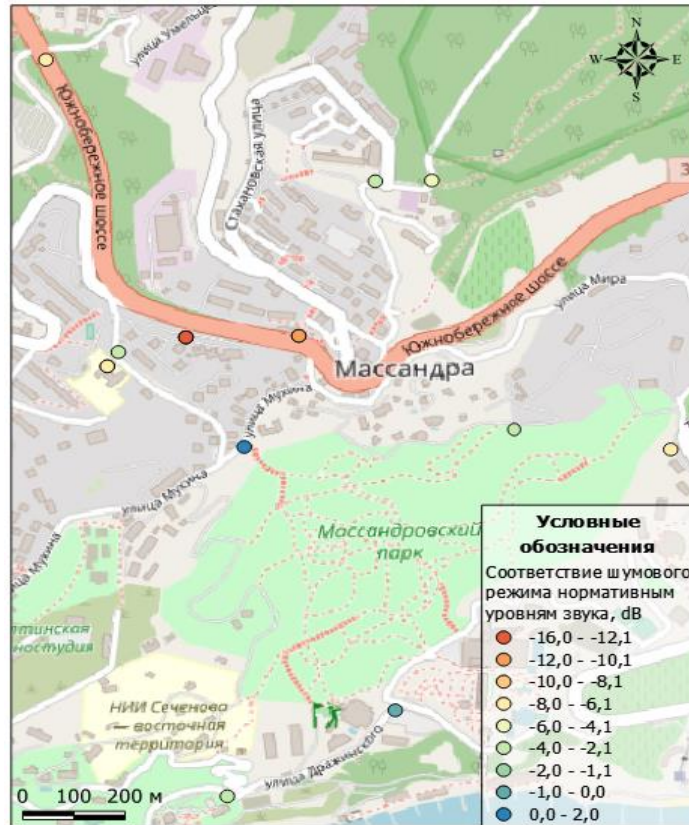 улица Умельцев
N
W
E
S
Южнобережное шоссе
Стахановская улица
З
Южнобережное шоссе
улица Мира
Массандра
улица Мухина
улица Мухина
ца Мухина
Массандровский
парк
лтинская
ностудия
НИИ Сеченова
— восточная
территория
улица Дражинского
0 100 200 м
Условные
обозначения
Соответствие шумового
режима нормативным
уровням звука, dB
-16,0 - -12,1
-12,0 - -10,1
-10,0 - -8,1
-8,0 - -6,1
-6,0 - -4,1
-4,0 - -2,1
-2,0 - -1,1
-1,0 - 0,0
0,0 - 2,0